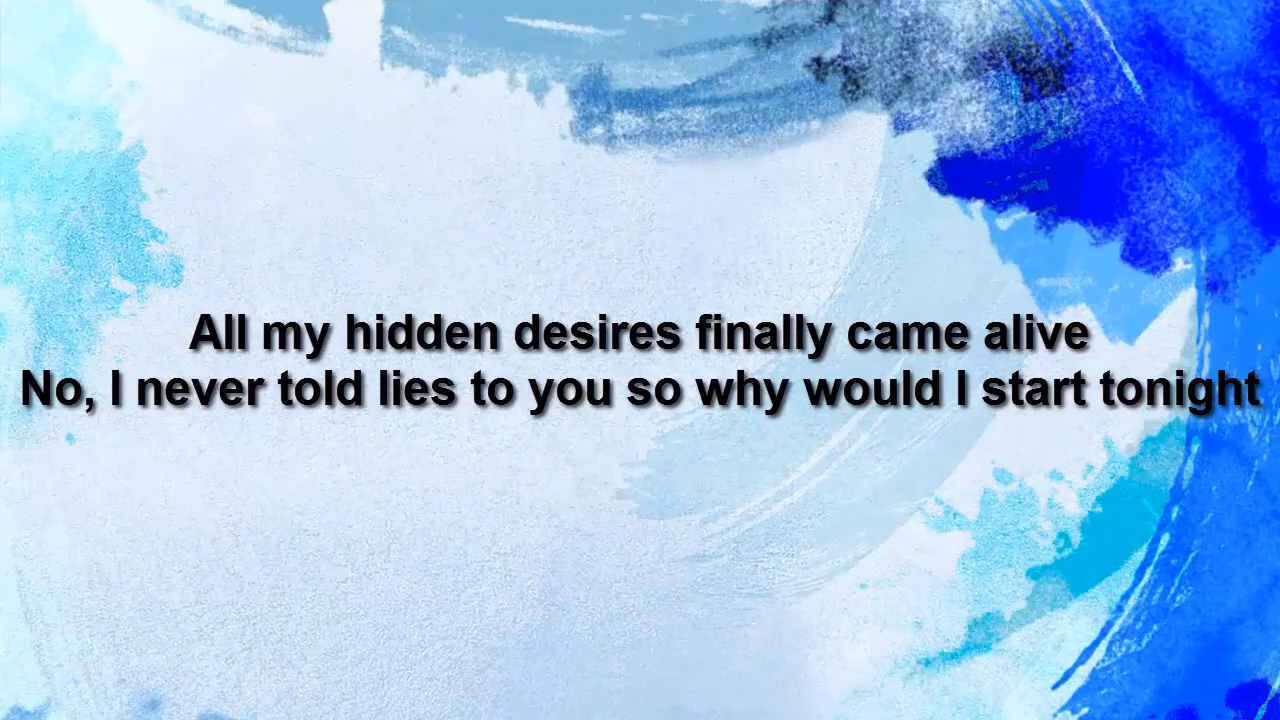 All my hidden desires finally came alive
No, I never told lies to you so why would I start tonight